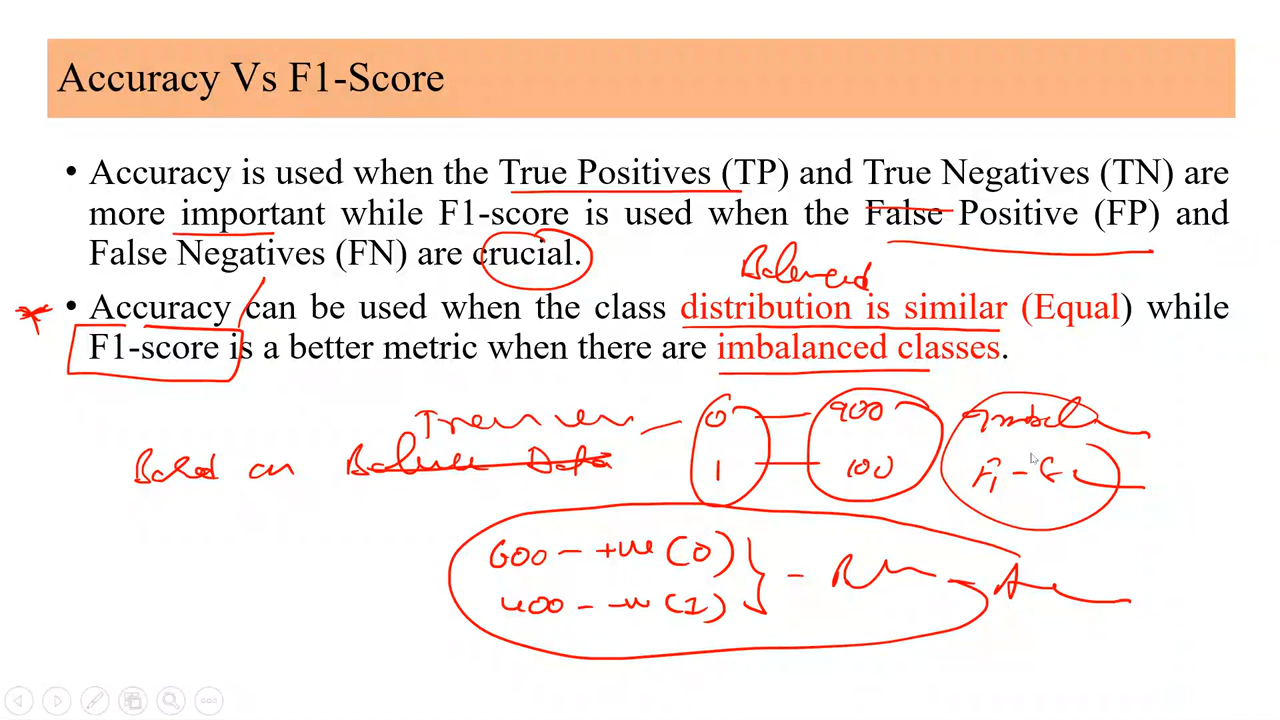 Accuracy Vs F1-Score
• Accuracy is used when the True Positives (TP) and True Negatives (TN) are
more important while F1-score is used when the False Positive (FP) and
False Negatives (FN) are crucial.
Balanced
• Accuracy can be used when the class distribution is similar (Equal) while
F1-score is a better metric when there are imbalanced classes.
0 900
Based on
1 100 F1 -
600 - +ve (0)
400 - -ve (1)